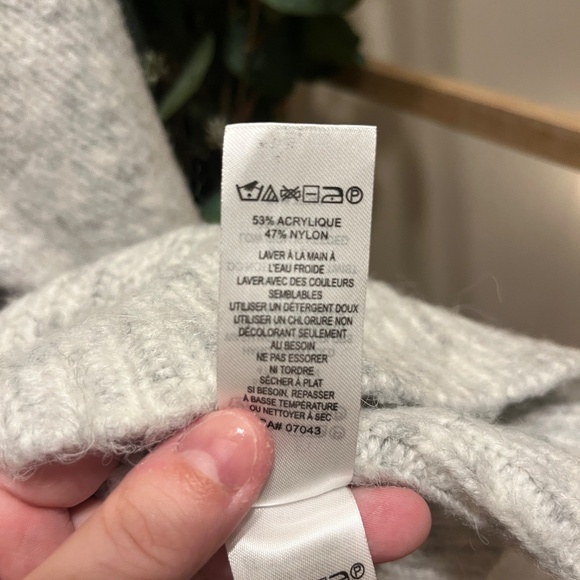 53% ACRYLIQUE
47% NYLON
LAVER À LA MAIN À
L'EAU FROIDE
LAVER AVEC DES COULEURS
SEMBLABLES
UTILISER UN DÉTERGENT DOUX
UTILISER UN CHLORURE NON
DÉCOLORANT SEULEMENT
AU BESOIN
NE PAS ESSORER
NI TORDRE
SÉCHER À PLAT
SI BESOIN, REPASSER
À BASSE TEMPÉRATURE
OU NETTOYER À SEC
CA# 07043